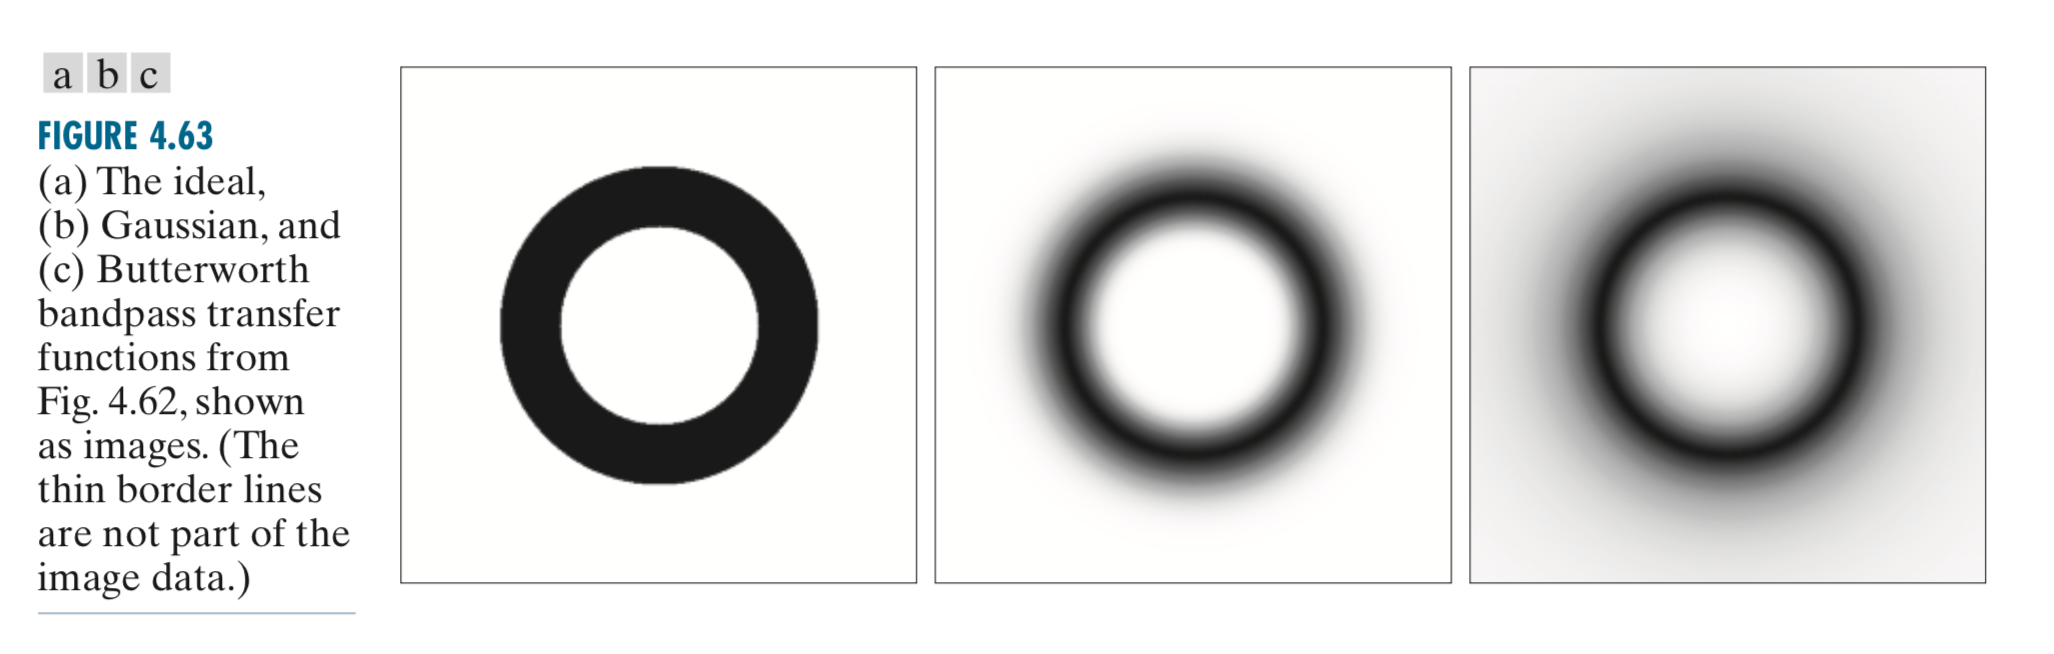 a b c
FIGURE 4.63
(a) The ideal,
(b) Gaussian, and
(c) Butterworth
bandpass transfer
functions from
Fig. 4.62, shown
as images. (The
thin border lines
are not part of the
image data.)